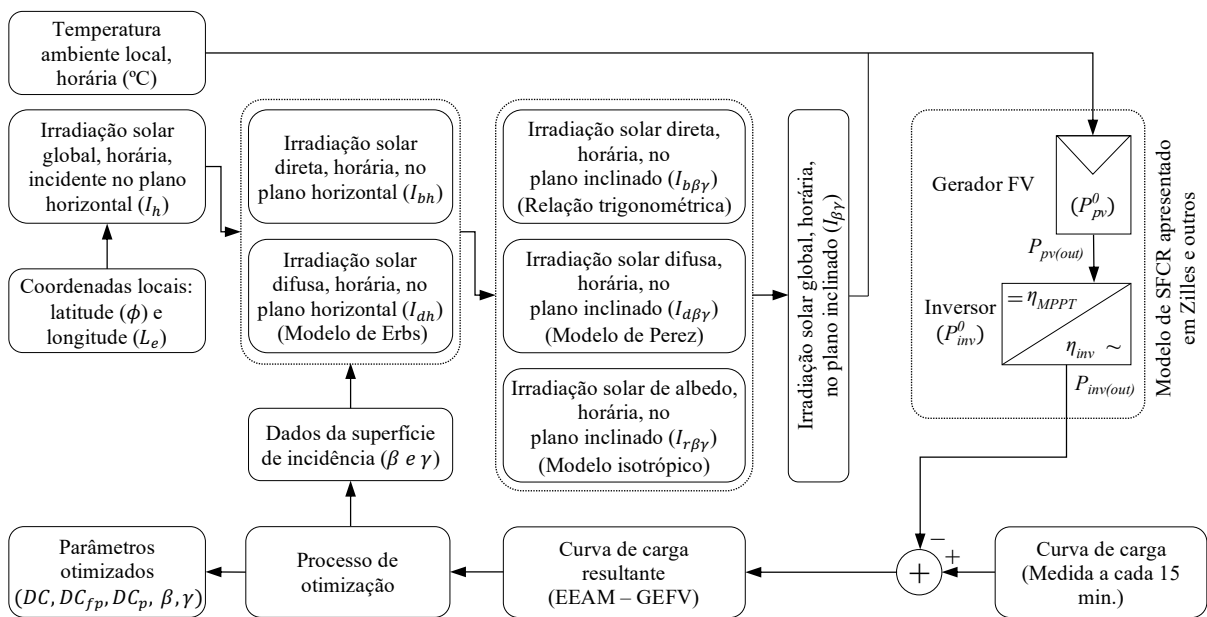 Temperatura
ambiente local,
horária (ºC)
Irradiação solar
global, horária,
incidente no plano
horizontal (I_h)
Coordenadas locais:
latitude (ϕ) e
longitude (L_e)
Irradiação solar
direta, horária, no
plano horizontal (I_bh)
Irradiação solar
difusa, horária, no
plano horizontal (I_dh)
(Modelo de Erbs)
Dados da superfície
de incidência (β e γ)
Irradiação solar direta,
horária, no
plano inclinado (I_bβγ)
(Relação trigonométrica)
Irradiação solar difusa,
horária, no
plano inclinado (I_dβγ)
(Modelo de Perez)
Irradiação solar de albedo,
horária, no
plano inclinado (I_rβγ)
(Modelo isotrópico)
Irradiação solar global, horária,
no plano inclinado (I_βγ)
Gerador FV
(P⁰_pv)
P_pv(out)
Inversor
(P⁰_inv)
= η_MPPT
η_inv ~
P_inv(out)
Modelo de SFCR apresentado
em Zilles e outros
Parâmetros
otimizados
(DC, DC_fp, DC_p, β, γ)
Processo de
otimização
Curva de carga
resultante
(EEAM – GEFV)
−
+
+
Curva de carga
(Medida a cada 15
min.)